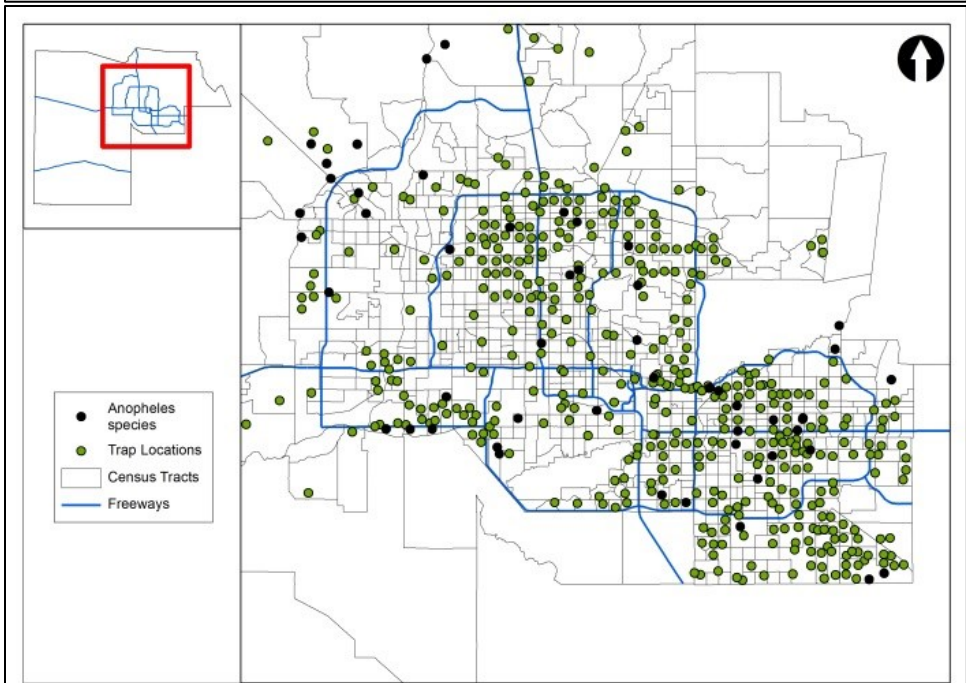 Anopheles
species
Trap Locations
Census Tracts
Freeways